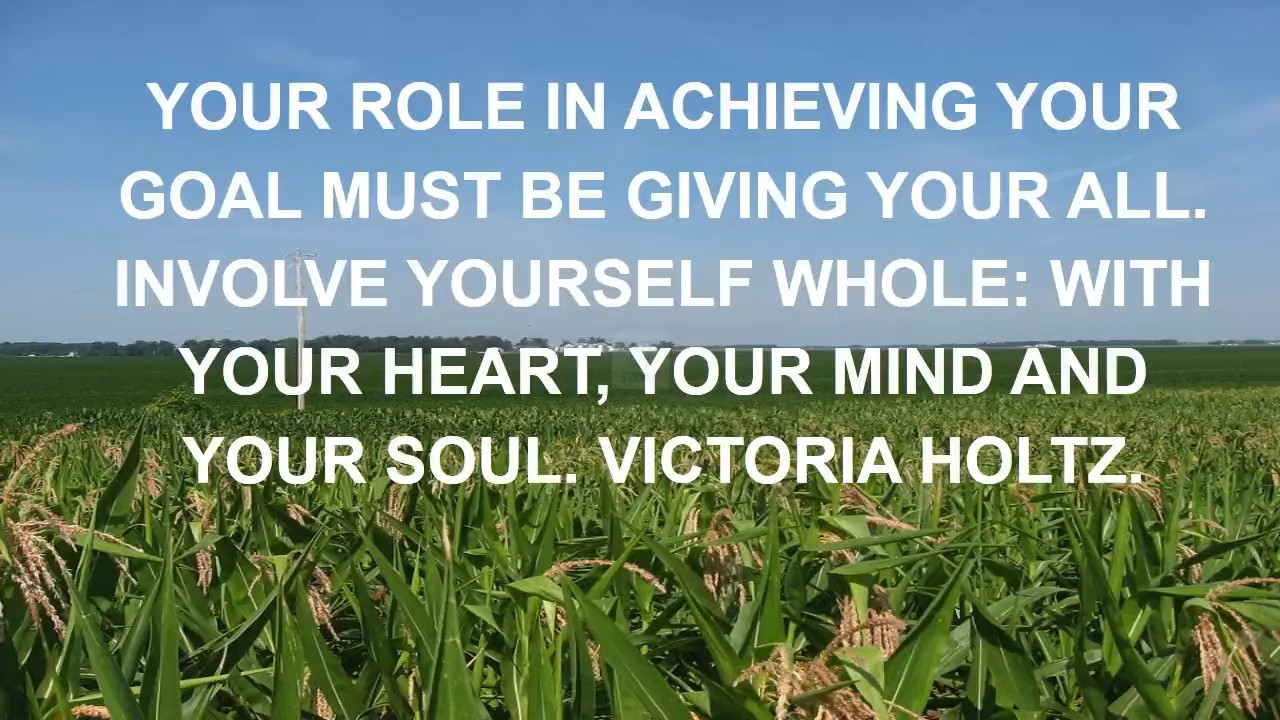 YOUR ROLE IN ACHIEVING YOUR
GOAL MUST BE GIVING YOUR ALL.
INVOLVE YOURSELF WHOLE: WITH
YOUR HEART, YOUR MIND AND
YOUR SOUL. VICTORIA HOLTZ.